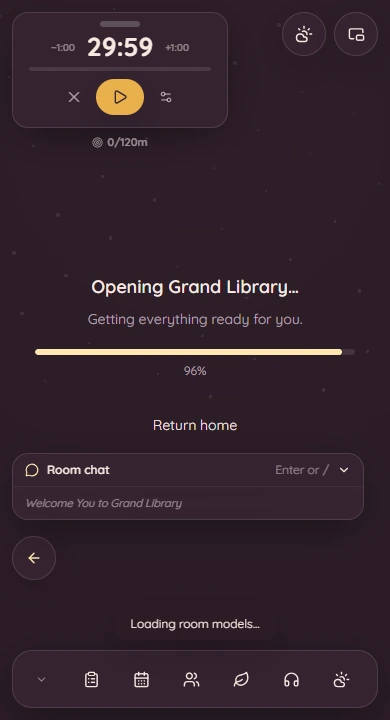 −1:00 29:59 +1:00
0/120m
Opening Grand Library...
Getting everything ready for you.
96%
Return home
Room chat Enter or /
Welcome You to Grand Library
Loading room models...